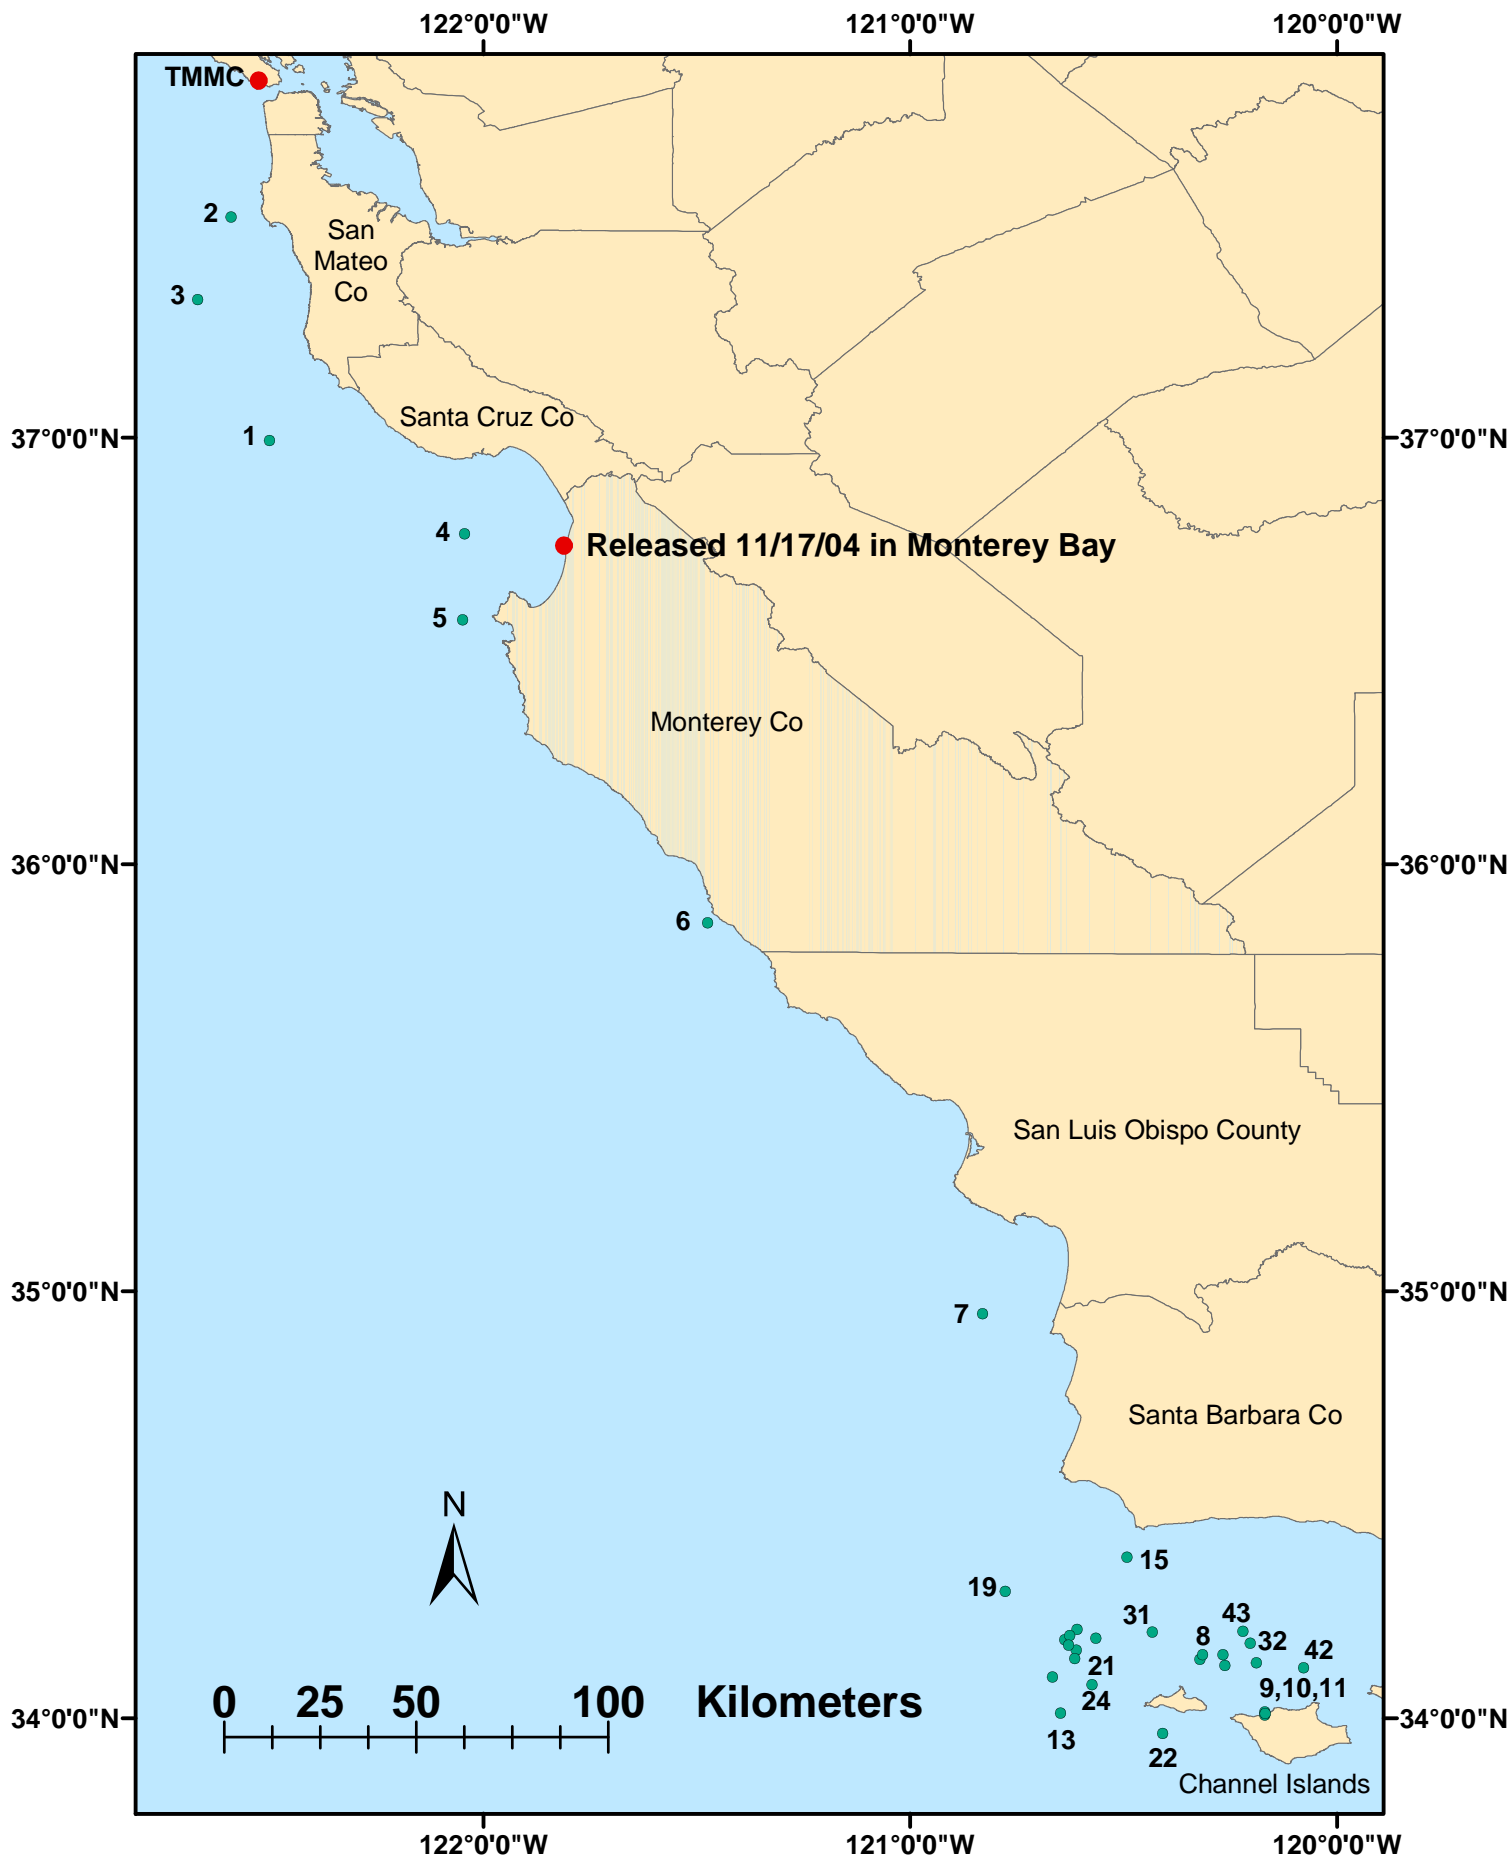 122°0'0"W
121°0'0"W
120°0'0"W
TMMC
2
San
Mateo
Co
3
Santa Cruz Co
37°0'0"N
1
37°0'0"N
4
Released 11/17/04 in Monterey Bay
5
Monterey Co
36°0'0"N
36°0'0"N
6
San Luis Obispo County
35°0'0"N
35°0'0"N
7
Santa Barbara Co
N
15
19
31
43
8
32
42
21
9,10,11
24
0 25 50 100 Kilometers
34°0'0"N
34°0'0"N
13
22
Channel Islands
122°0'0"W
121°0'0"W
120°0'0"W